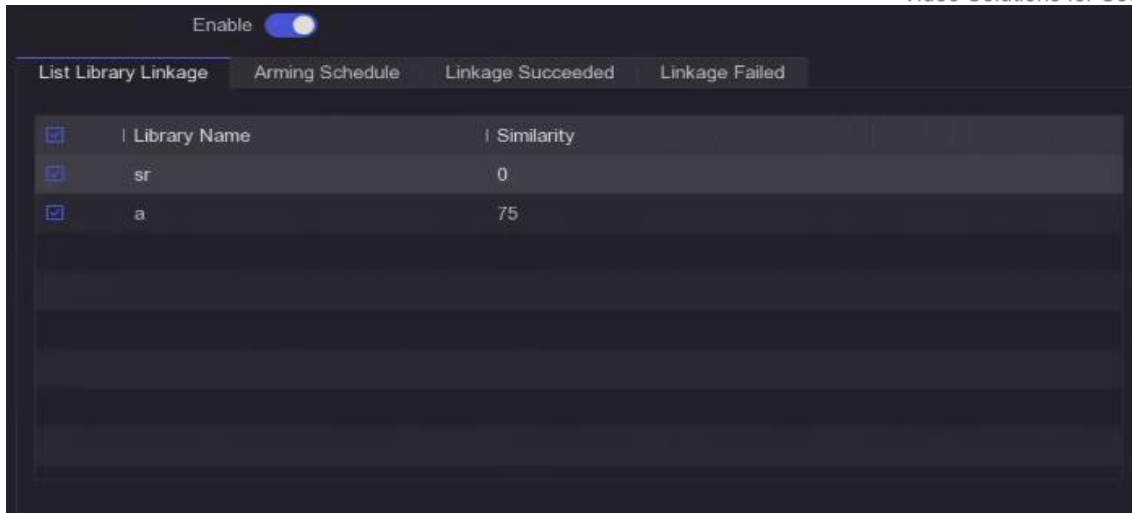 Enable
List Library Linkage Arming Schedule Linkage Succeeded Linkage Failed
Library Name Similarity
sr 0
a 75